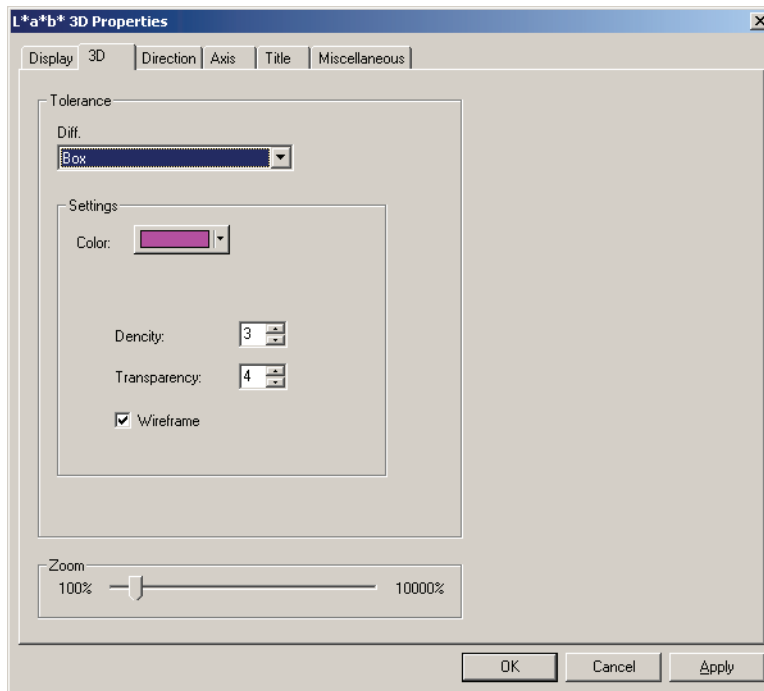 L*a*b* 3D Properties
Display 3D Direction Axis Title Miscellaneous
Tolerance
Diff.
Box
Settings
Color:
Dencity: 3
Transparency: 4
Wireframe
Zoom
100% 10000%
OK Cancel Apply